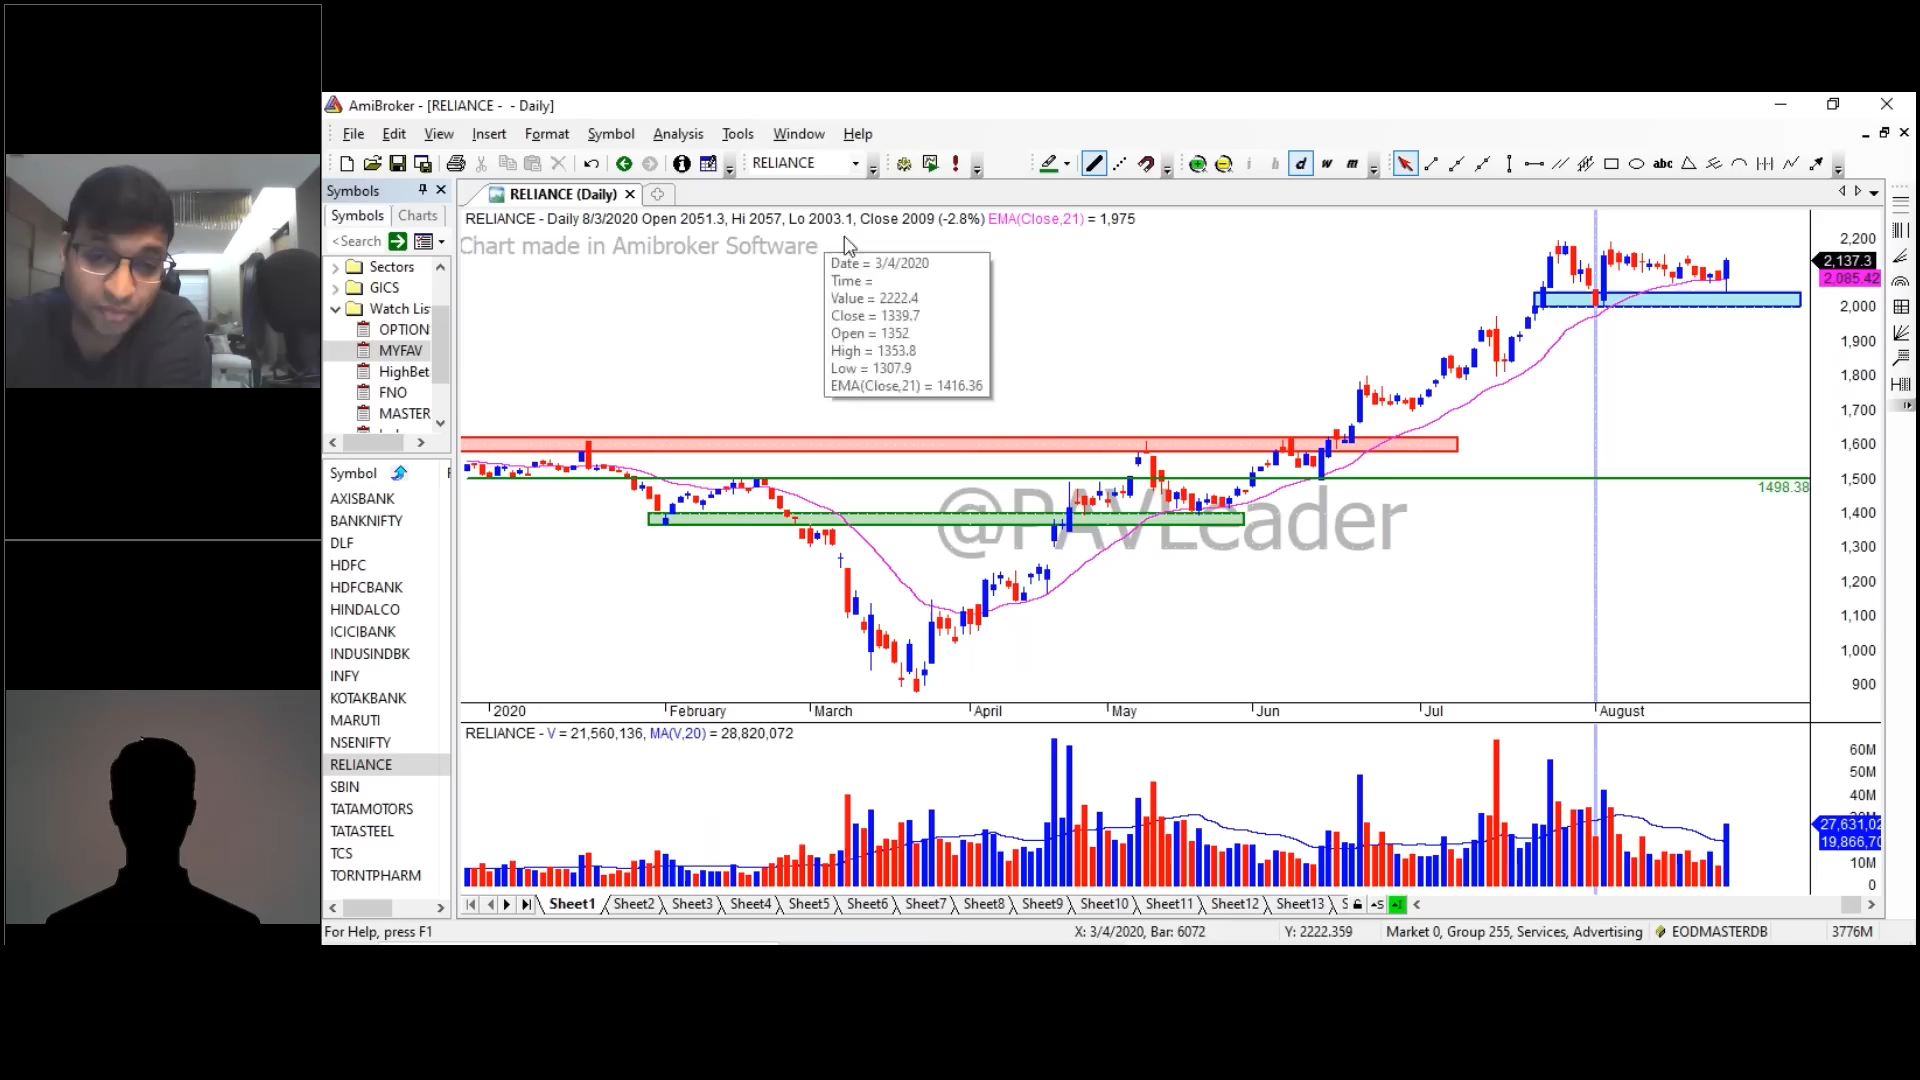 AmiBroker - [RELIANCE - - Daily]
File Edit View Insert Format Symbol Analysis Tools Window Help
RELIANCE
i h d w m
abc
Symbols
RELIANCE (Daily)
Symbols Charts
<Search
Sectors
GICS
Watch Lis
OPTION
MYFAV
HighBet
FNO
MASTER
Symbol
AXISBANK
BANKNIFTY
DLF
HDFC
HDFCBANK
HINDALCO
ICICIBANK
INDUSINDBK
INFY
KOTAKBANK
MARUTI
NSENIFTY
RELIANCE
SBIN
TATAMOTORS
TATASTEEL
TCS
TORNTPHARM
RELIANCE - Daily 8/3/2020 Open 2051.3, Hi 2057, Lo 2003.1, Close 2009 (-2.8%) EMA(Close,21) = 1,975
Chart made in Amibroker Software
Date = 3/4/2020
Time =
Value = 2222.4
Close = 1339.7
Open = 1352
High = 1353.8
Low = 1307.9
EMA(Close,21) = 1416.36
2,200
2,137.3
2,085.42
2,000
1,900
1,800
1,700
1,600
1,500
1498.38
1,400
1,300
1,200
1,100
1,000
900
@PAVLeader
2020 February March April May Jun Jul August
RELIANCE - V = 21,560,136, MA(V,20) = 28,820,072
60M
50M
40M
27,631,02
19,866,70
10M
0
Sheet1 Sheet2 Sheet3 Sheet4 Sheet5 Sheet6 Sheet7 Sheet8 Sheet9 Sheet10 Sheet11 Sheet12 Sheet13 S
For Help, press F1
X: 3/4/2020, Bar: 6072
Y: 2222.359
Market 0, Group 255, Services, Advertising
EODMASTERDB
3776M